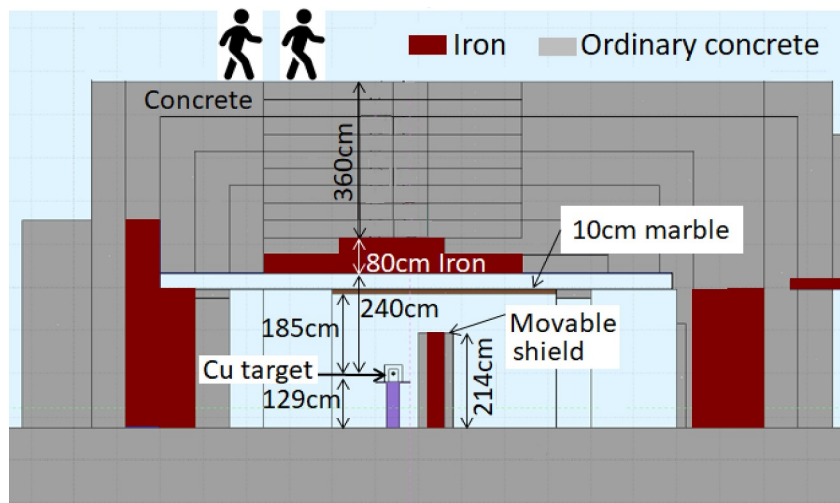 Iron
Ordinary concrete
Concrete
360cm
10cm marble
80cm Iron
240cm
185cm
Movable
shield
Cu target
214cm
129cm